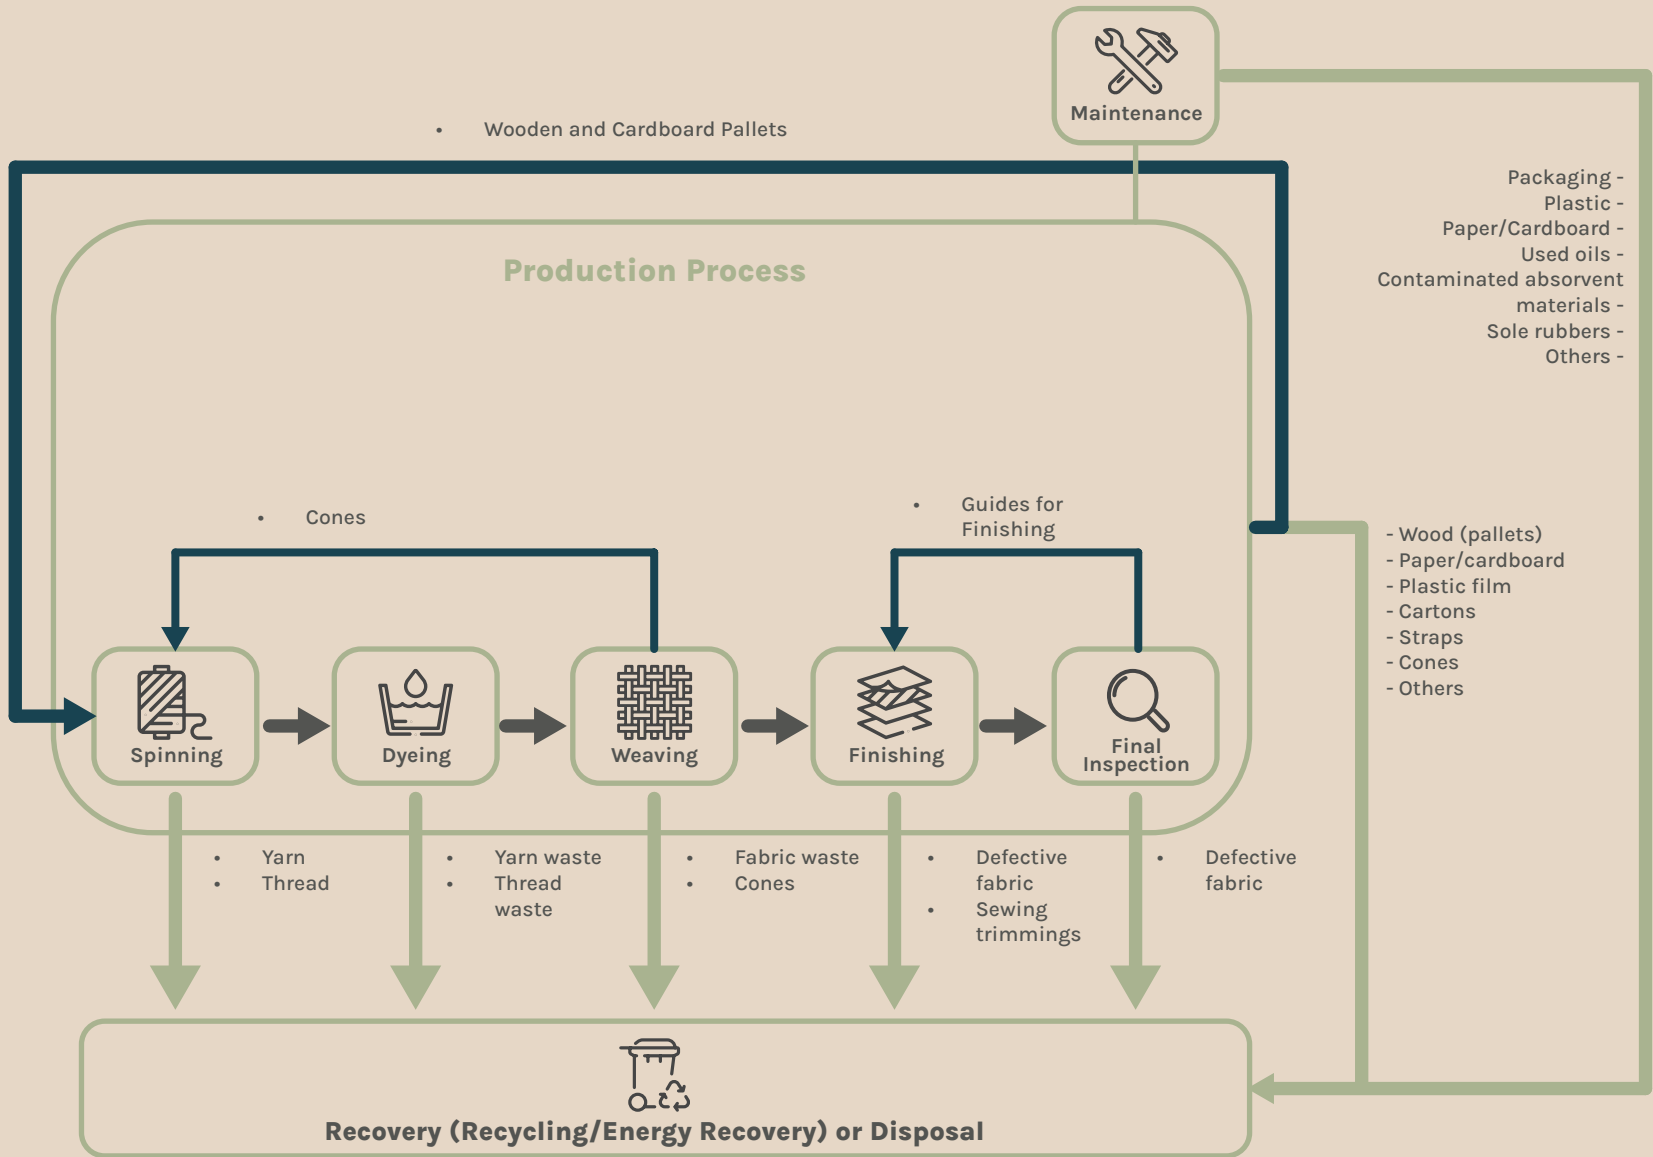 Maintenance
• Wooden and Cardboard Pallets
Packaging -
Plastic -
Paper/Cardboard -
Used oils -
Contaminated absorvent
materials -
Sole rubbers -
Others -
Production Process
• Cones
• Guides for
Finishing
- Wood (pallets)
- Paper/cardboard
- Plastic film
- Cartons
- Straps
- Cones
- Others
Spinning
Dyeing
Weaving
Finishing
Final
Inspection
• Yarn
• Thread
• Yarn waste
• Thread
waste
• Fabric waste
• Cones
• Defective
fabric
• Sewing
trimmings
• Defective
fabric
Recovery (Recycling/Energy Recovery) or Disposal